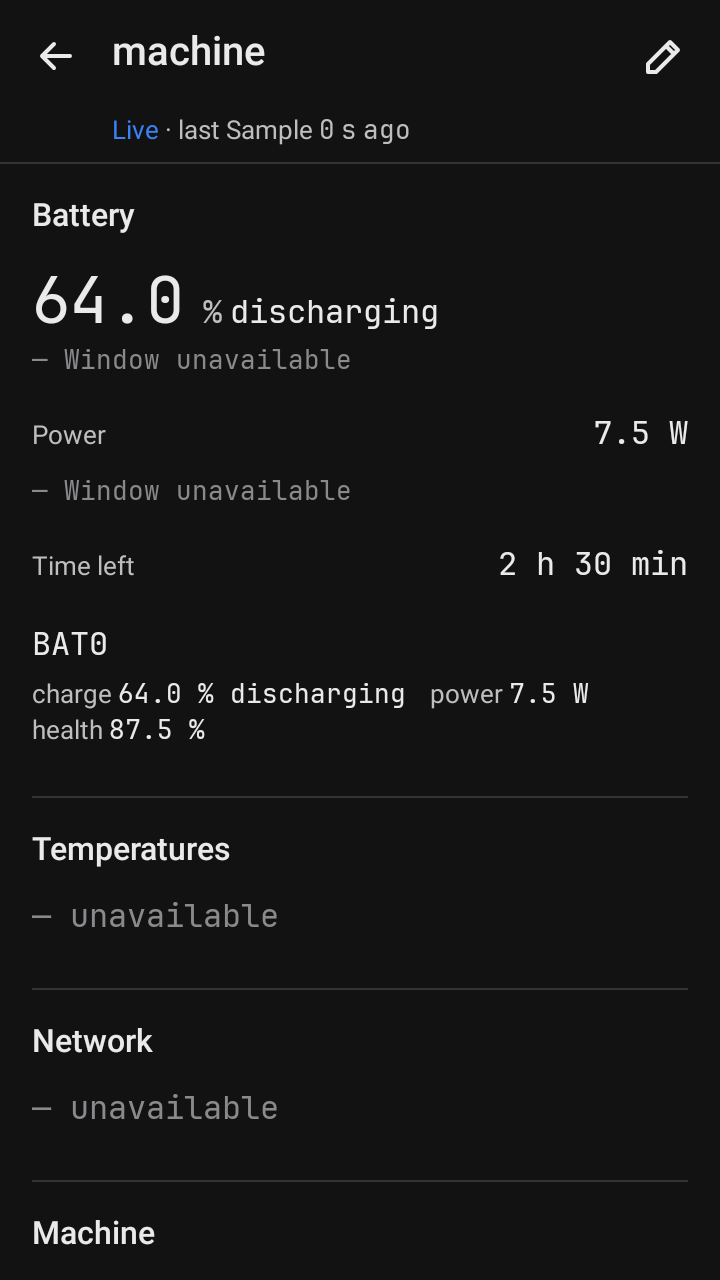 machine
Live · last Sample 0 s ago
Battery
64.0 % discharging
— Window unavailable
Power 7.5 W
— Window unavailable
Time left 2 h 30 min
BAT0
charge 64.0 % discharging power 7.5 W
health 87.5 %
Temperatures
— unavailable
Network
— unavailable
Machine